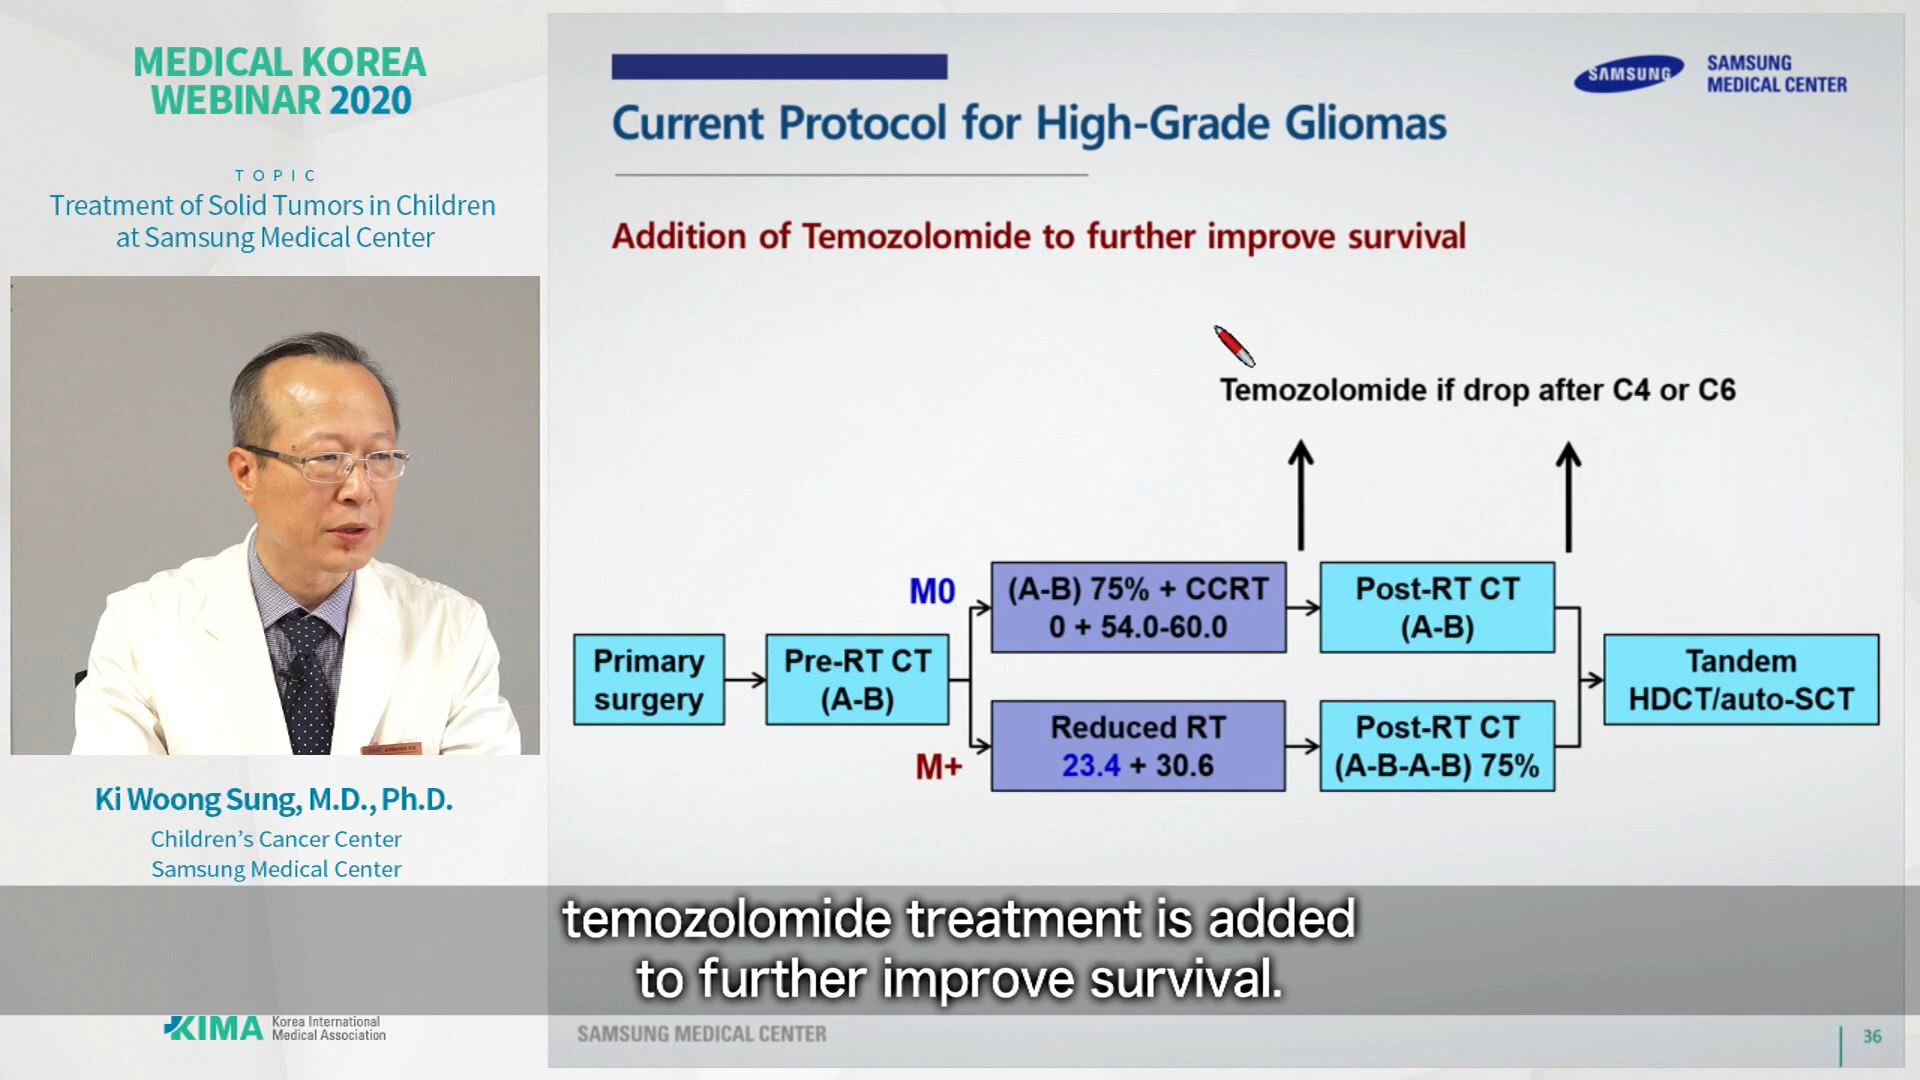 MEDICAL KOREA
WEBINAR 2020
TOPIC
Treatment of Solid Tumors in Children
at Samsung Medical Center
Ki Woong Sung, M.D., Ph.D.
Children's Cancer Center
Samsung Medical Center
SAMSUNG
SAMSUNG
MEDICAL CENTER
Current Protocol for High-Grade Gliomas
Addition of Temozolomide to further improve survival
Temozolomide if drop after C4 or C6
Primary
surgery
Pre-RT CT
(A-B)
M0
(A-B) 75% + CCRT
0 + 54.0-60.0
Post-RT CT
(A-B)
M+
Reduced RT
23.4 + 30.6
Post-RT CT
(A-B-A-B) 75%
Tandem
HDCT/auto-SCT
temozolomide treatment is added
to further improve survival.
KIMA
Korea International
Medical Association
SAMSUNG MEDICAL CENTER
36